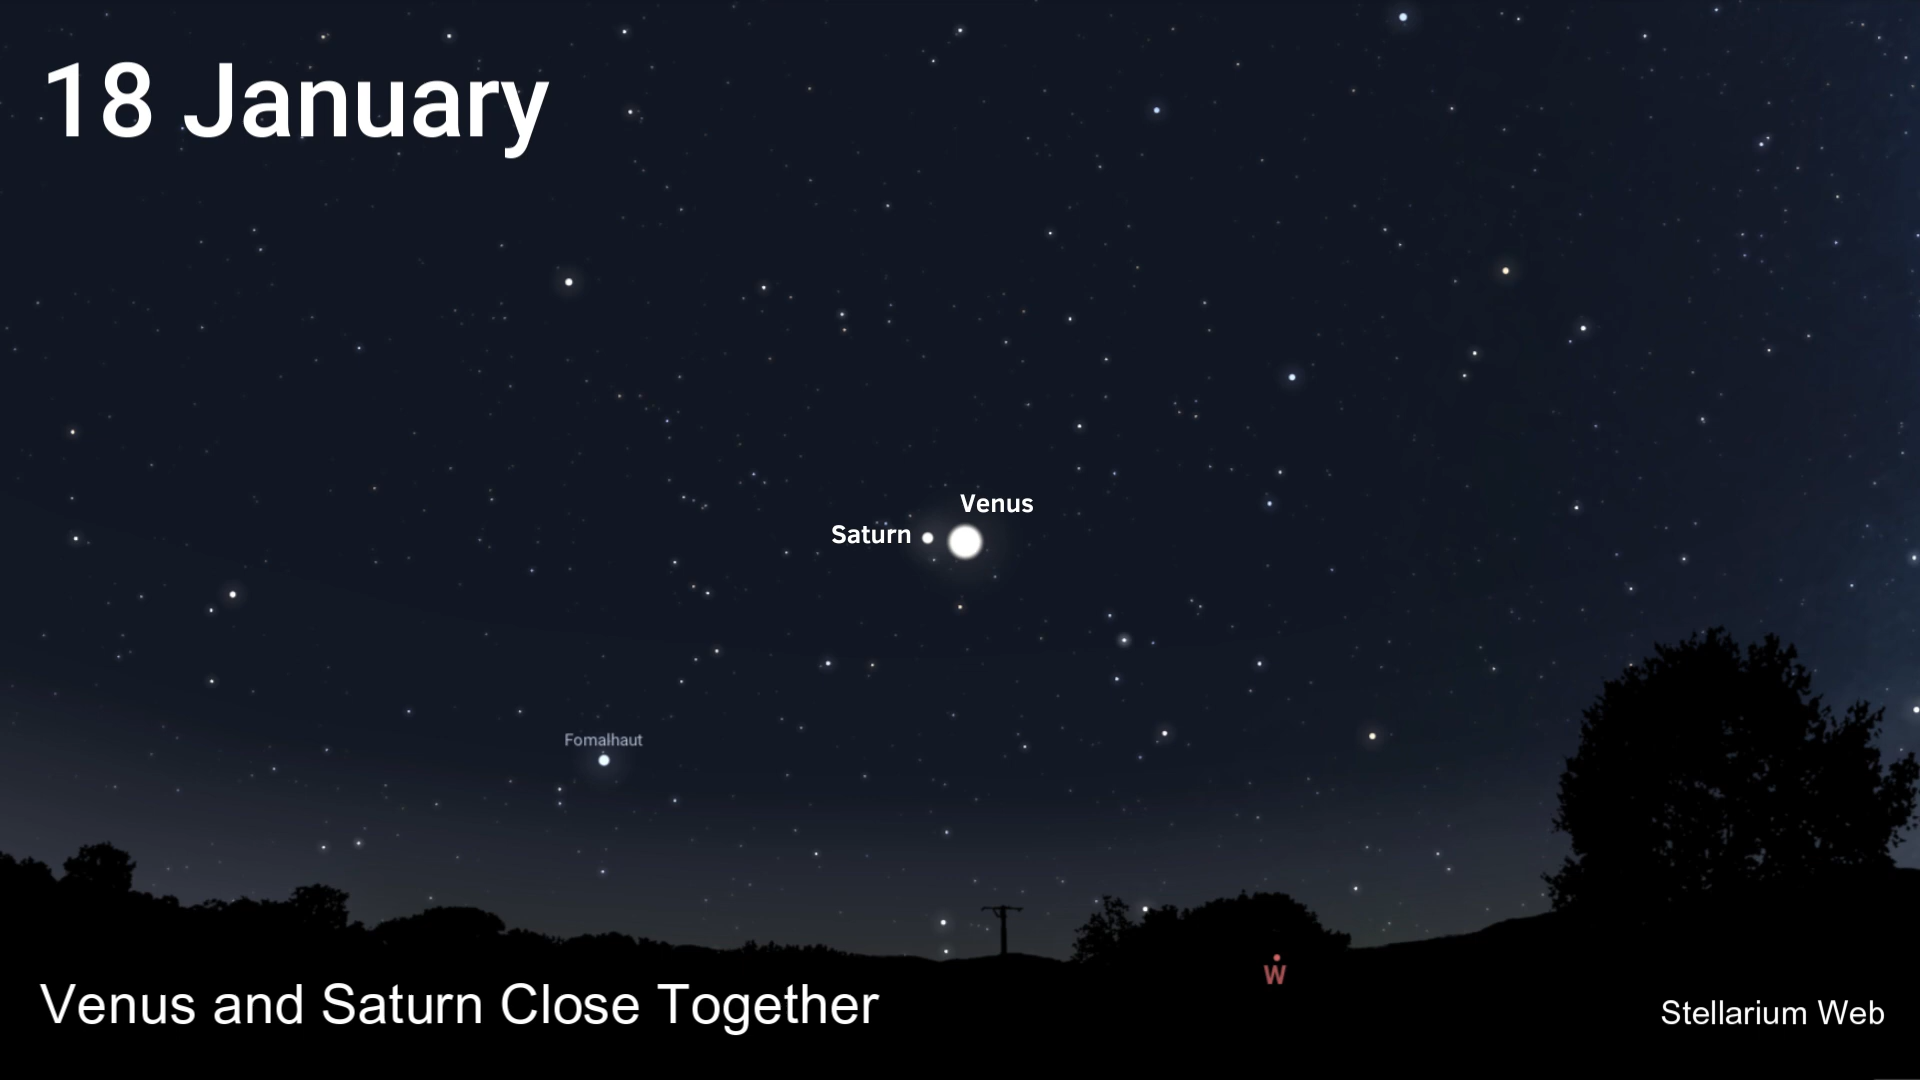 18 January
Venus
Saturn
Fomalhaut
W
Venus and Saturn Close Together
Stellarium Web